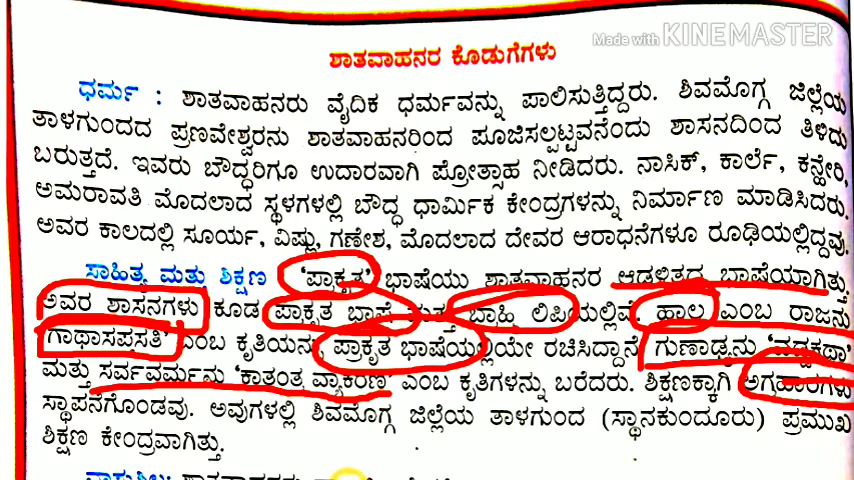 Made with KINEMASTER
ಶಾತವಾಹನರ ಕೊಡುಗೆಗಳು
ಧರ್ಮ : ಶಾತವಾಹನರು ವೈದಿಕ ಧರ್ಮವನ್ನು ಪಾಲಿಸುತ್ತಿದ್ದರು. ಶಿವಮೊಗ್ಗ ಜಿಲ್ಲೆಯ
ತಾಳಗುಂದದ ಪ್ರಣವೇಶ್ವರನು ಶಾತವಾಹನರಿಂದ ಪೂಜಿಸಲ್ಪಟ್ಟವನೆಂದು ಶಾಸನದಿಂದ ತಿಳಿದು
ಬರುತ್ತದೆ. ಇವರು ಬೌದ್ಧರಿಗೂ ಉದಾರವಾಗಿ ಪ್ರೋತ್ಸಾಹ ನೀಡಿದರು. ನಾಸಿಕ್, ಕಾರ್ಲೆ, ಕನ್ಹೇರಿ,
ಅಮರಾವತಿ ಮೊದಲಾದ ಸ್ಥಳಗಳಲ್ಲಿ ಬೌದ್ಧ ಧಾರ್ಮಿಕ ಕೇಂದ್ರಗಳನ್ನು ನಿರ್ಮಾಣ ಮಾಡಿಸಿದರು.
ಅವರ ಕಾಲದಲ್ಲಿ ಸೂರ್ಯ, ವಿಷ್ಣು, ಗಣೇಶ, ಮೊದಲಾದ ದೇವರ ಆರಾಧನೆಗಳೂ ರೂಢಿಯಲ್ಲಿದ್ದವು.
ಸಾಹಿತ್ಯ ಮತ್ತು ಶಿಕ್ಷಣ 'ಪ್ರಾಕೃತ' ಭಾಷೆಯು ಶಾತವಾಹನರ ಆಡಳಿತದ ಭಾಷೆಯಾಗಿತ್ತು.
ಅವರ ಶಾಸನಗಳು ಕೂಡ ಪ್ರಾಕೃತ ಭಾಷೆ ಮತ್ತು ಬ್ರಾಹ್ಮಿ ಲಿಪಿಯಲ್ಲಿವೆ. ಹಾಲ ಎಂಬ ರಾಜನು
ಗಾಥಾಸಪ್ತಸತಿ' ಎಂಬ ಕೃತಿಯನ್ನು ಪ್ರಾಕೃತ ಭಾಷೆಯಲ್ಲಿಯೇ ರಚಿಸಿದ್ದಾನೆ ಗುಣಾಢ್ಯನು 'ವಡ್ಡಕಥಾ'
ಮತ್ತು ಸರ್ವವರ್ಮನು 'ಕಾತಂತ್ರ ವ್ಯಾಕರಣ' ಎಂಬ ಕೃತಿಗಳನ್ನು ಬರೆದರು. ಶಿಕ್ಷಣಕ್ಕಾಗಿ ಅಗ್ರಹಾರಗಳು
ಸ್ಥಾಪನೆಗೊಂಡವು. ಅವುಗಳಲ್ಲಿ ಶಿವಮೊಗ್ಗ ಜಿಲ್ಲೆಯ ತಾಳಗುಂದ (ಸ್ಥಾನಕುಂದೂರು) ಪ್ರಮುಖ
ಶಿಕ್ಷಣ ಕೇಂದ್ರವಾಗಿತ್ತು.